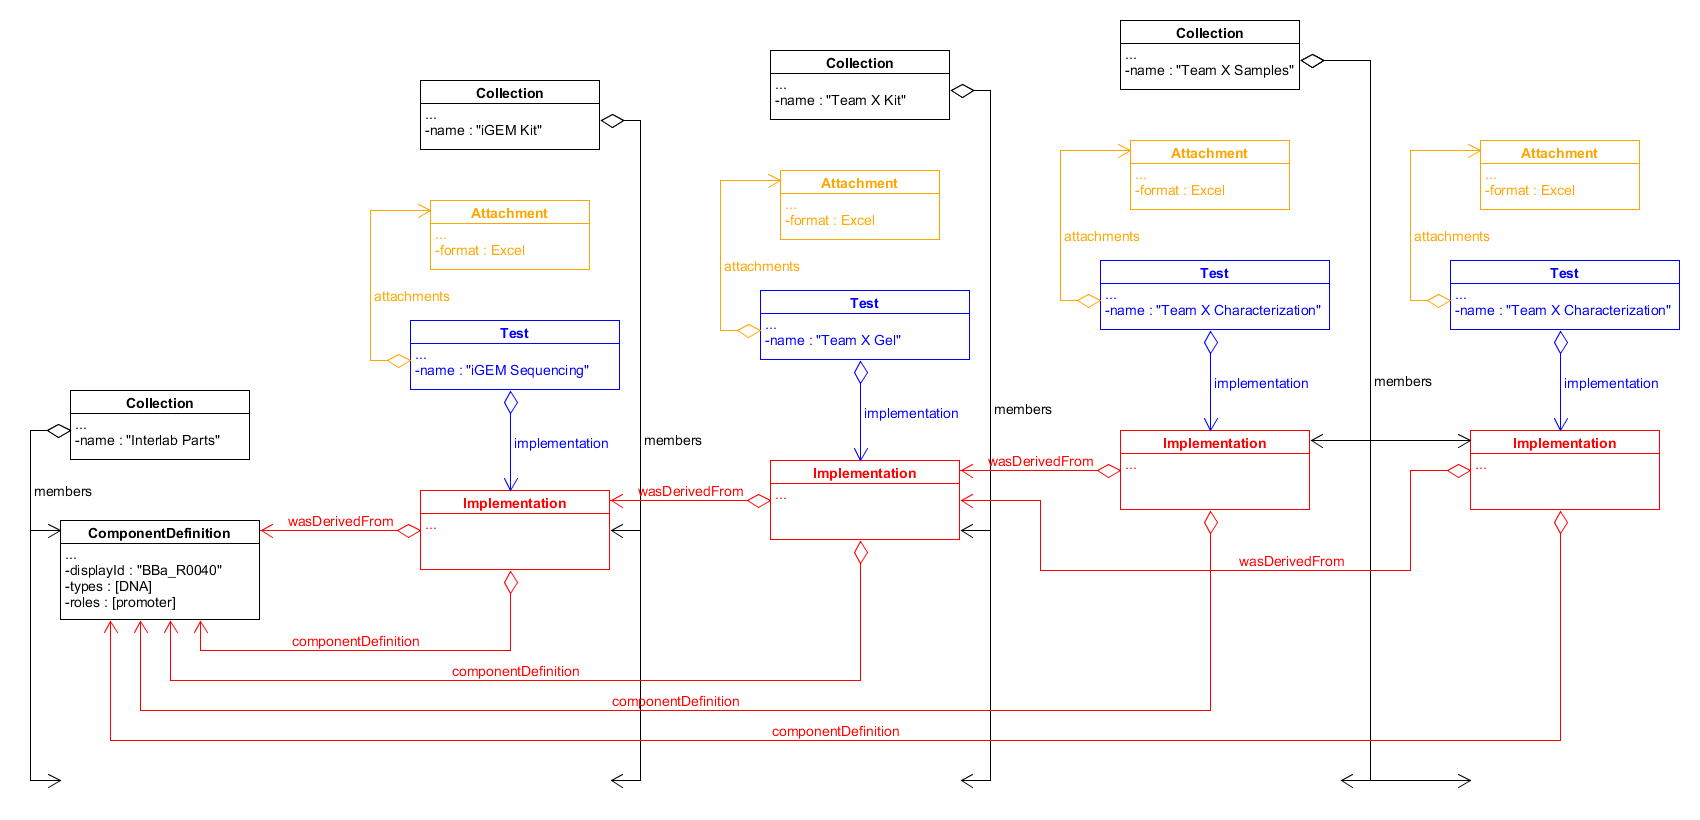 Collection
...
-name : "Team X Samples"
Collection
...
-name : "Team X Kit"
Collection
...
-name : "iGEM Kit"
Attachment
...
-format : Excel
Attachment
...
-format : Excel
Attachment
...
-format : Excel
Attachment
...
-format : Excel
attachments
attachments
attachments
attachments
Test
...
-name : "Team X Characterization"
Test
...
-name : "Team X Characterization"
Test
...
-name : "Team X Gel"
Test
...
-name : "iGEM Sequencing"
implementation
members
implementation
implementation
members
implementation
members
Collection
...
-name : "Interlab Parts"
members
Implementation
...
Implementation
...
Implementation
...
Implementation
...
wasDerivedFrom
wasDerivedFrom
wasDerivedFrom
wasDerivedFrom
ComponentDefinition
...
-displayId : "BBa_R0040"
-types : [DNA]
-roles : [promoter]
componentDefinition
componentDefinition
componentDefinition
componentDefinition